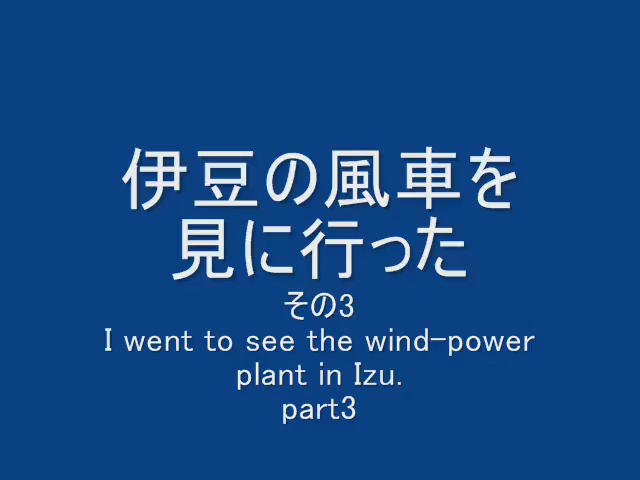 伊豆の風車を
見に行った
その3
I went to see the wind-power
plant in Izu.
part3